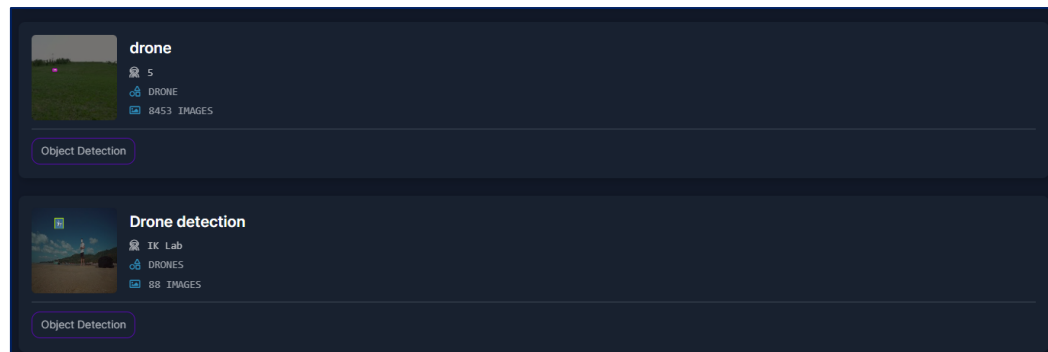 drone
5
DRONE
8453 IMAGES
Object Detection
Drone detection
IK Lab
DRONES
88 IMAGES
Object Detection